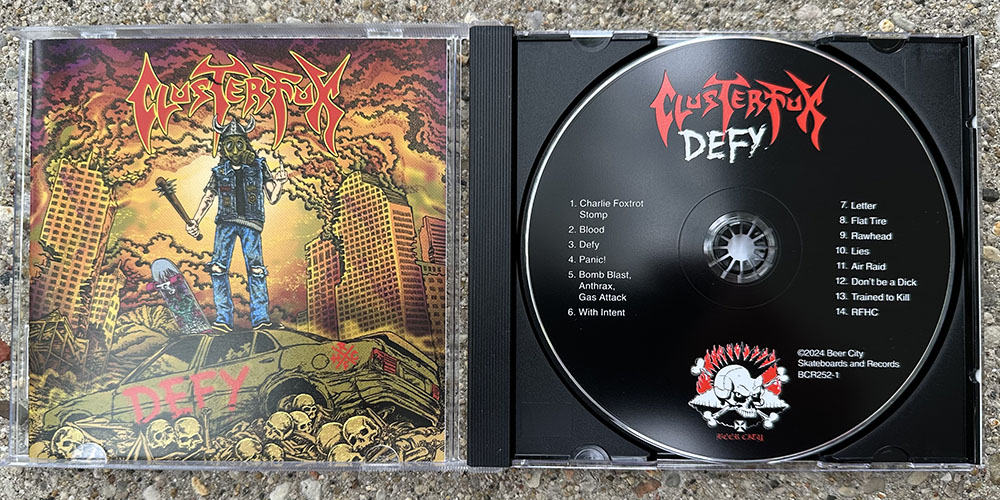 CLUSTERFUX
DEFY
CLUSTERFUX
DEFY
1. Charlie Foxtrot
Stomp
2. Blood
3. Defy
4. Panic!
5. Bomb Blast,
Anthrax,
Gas Attack
6. With Intent
7. Letter
8. Flat Tire
9. Rawhead
10. Lies
11. Air Raid
12. Don't be a Dick
13. Trained to Kill
14. RFHC
©2024 Beer City
Skateboards and Records
BCR252-1
BEER CITY